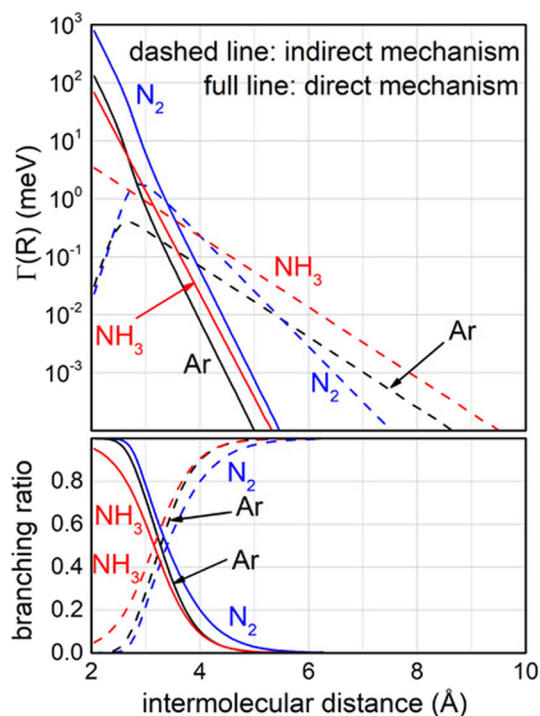 10³
dashed line: indirect mechanism
full line: direct mechanism
10²
N₂
10¹
10⁰
Γ(R) (meV)
10⁻¹
NH₃
10⁻²
NH₃
Ar
Ar
N₂
10⁻³
0.8
N₂
0.6
NH₃
Ar
0.4
NH₃
Ar
0.2
N₂
0.0
branching ratio
2 4 6 8 10
intermolecular distance (Å)